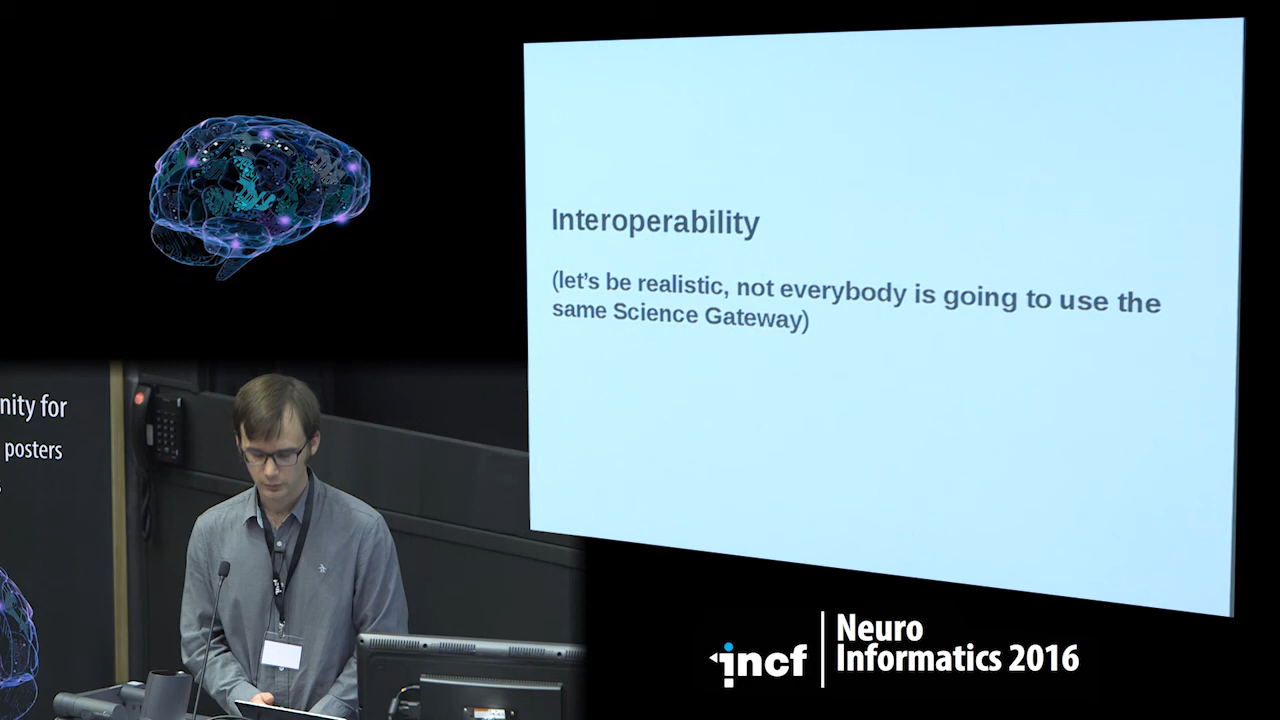 Interoperability
(let's be realistic, not everybody is going to use the
same Science Gateway)
nity for
posters
s
incf
Neuro
Informatics 2016